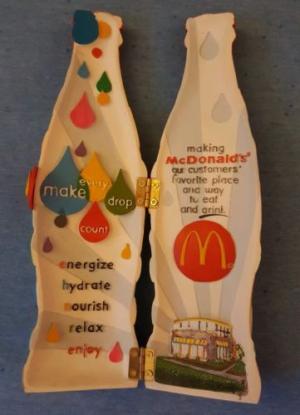 make
every
drop
count
energize
hydrate
nourish
relax
enjoy
making
McDonald's®
our customers'
favorite place
and way
to eat
and drink.